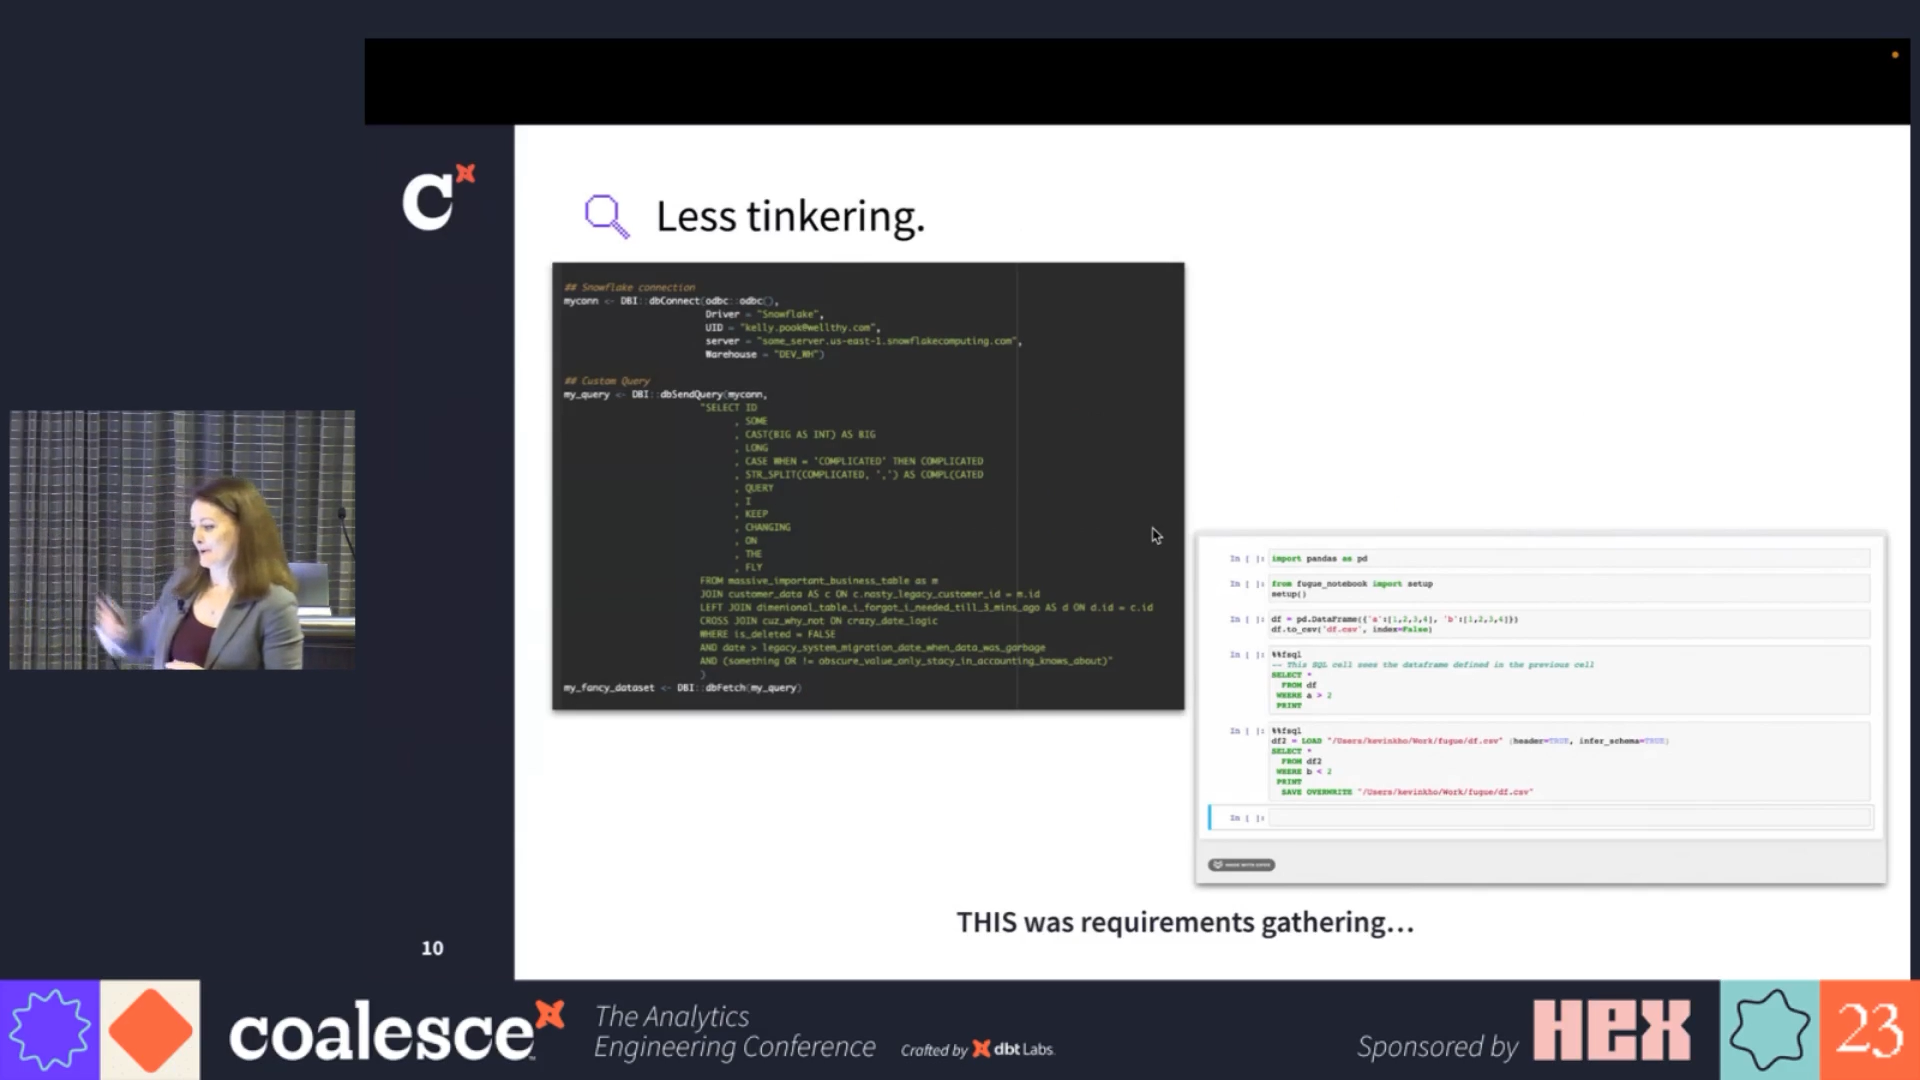 C
Less tinkering.
## Snowflake connection
myconn <- DBI::dbConnect(odbc::odbc(),
Driver = "Snowflake",
UID = "kelly.pook@wellthy.com",
server = "some_server.us-east-1.snowflakecomputing.com",
Warehouse = "DEV_WH")
## Custom Query
my_query <- DBI::dbSendQuery(myconn,
"SELECT ID
, SOME
, CAST(BIG AS INT) AS BIG
, LONG
, CASE WHEN = 'COMPLICATED' THEN COMPLICATED
, STR_SPLIT(COMPLICATED, ',') AS COMPL(CATED
, QUERY
, I
, KEEP
, CHANGING
, ON
, THE
, FLY
FROM massive_important_business_table as m
JOIN customer_data AS c ON c.nasty_legacy_customer_id = m.id
LEFT JOIN dimenional_table_i_forgot_i_needed_till_3_mins_ago AS d ON d.id = c.id
CROSS JOIN cuz_why_not ON crazy_date_logic
WHERE is_deleted = FALSE
AND date > legacy_system_migration_date_when_data_was_garbage
AND (something OR != obscure_value_only_stacy_in_accounting_knows_about)"
)
my_fancy_dataset <- DBI::dbFetch(my_query)
In [ ]: import pandas as pd
In [ ]: from fugue_notebook import setup
setup()
In [ ]: df = pd.DataFrame({'a':[1,2,3,4], 'b':[1,2,3,4]})
df.to_csv('df.csv', index=False)
In [ ]: %%fsql
-- This SQL cell sees the dataframe defined in the previous cell
SELECT *
FROM df
WHERE a > 2
PRINT
In [ ]: %%fsql
df2 = LOAD "/Users/kevinkho/Work/fugue/df.csv" (header=TRUE, infer_schema=TRUE)
SELECT *
FROM df2
WHERE b < 2
PRINT
SAVE OVERWRITE "/Users/kevinkho/Work/fugue/df.csv"
In [ ]:
THIS was requirements gathering...
10
coalesce
The Analytics
Engineering Conference
Crafted by dbt Labs
Sponsored by HEX
23